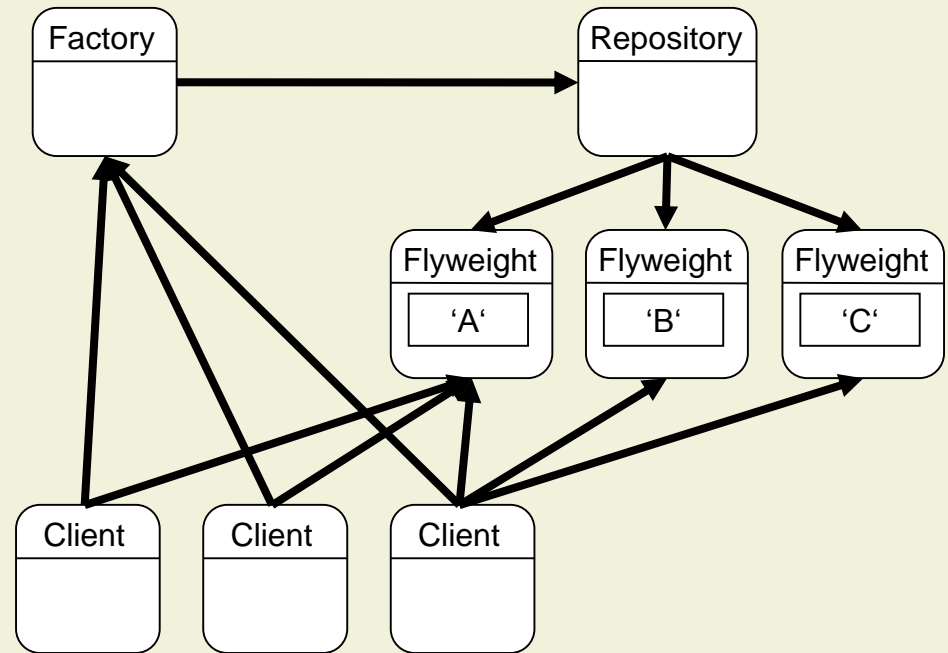 Factory
Repository
Flyweight
‘A‘
Flyweight
‘B‘
Flyweight
‘C‘
Client
Client
Client